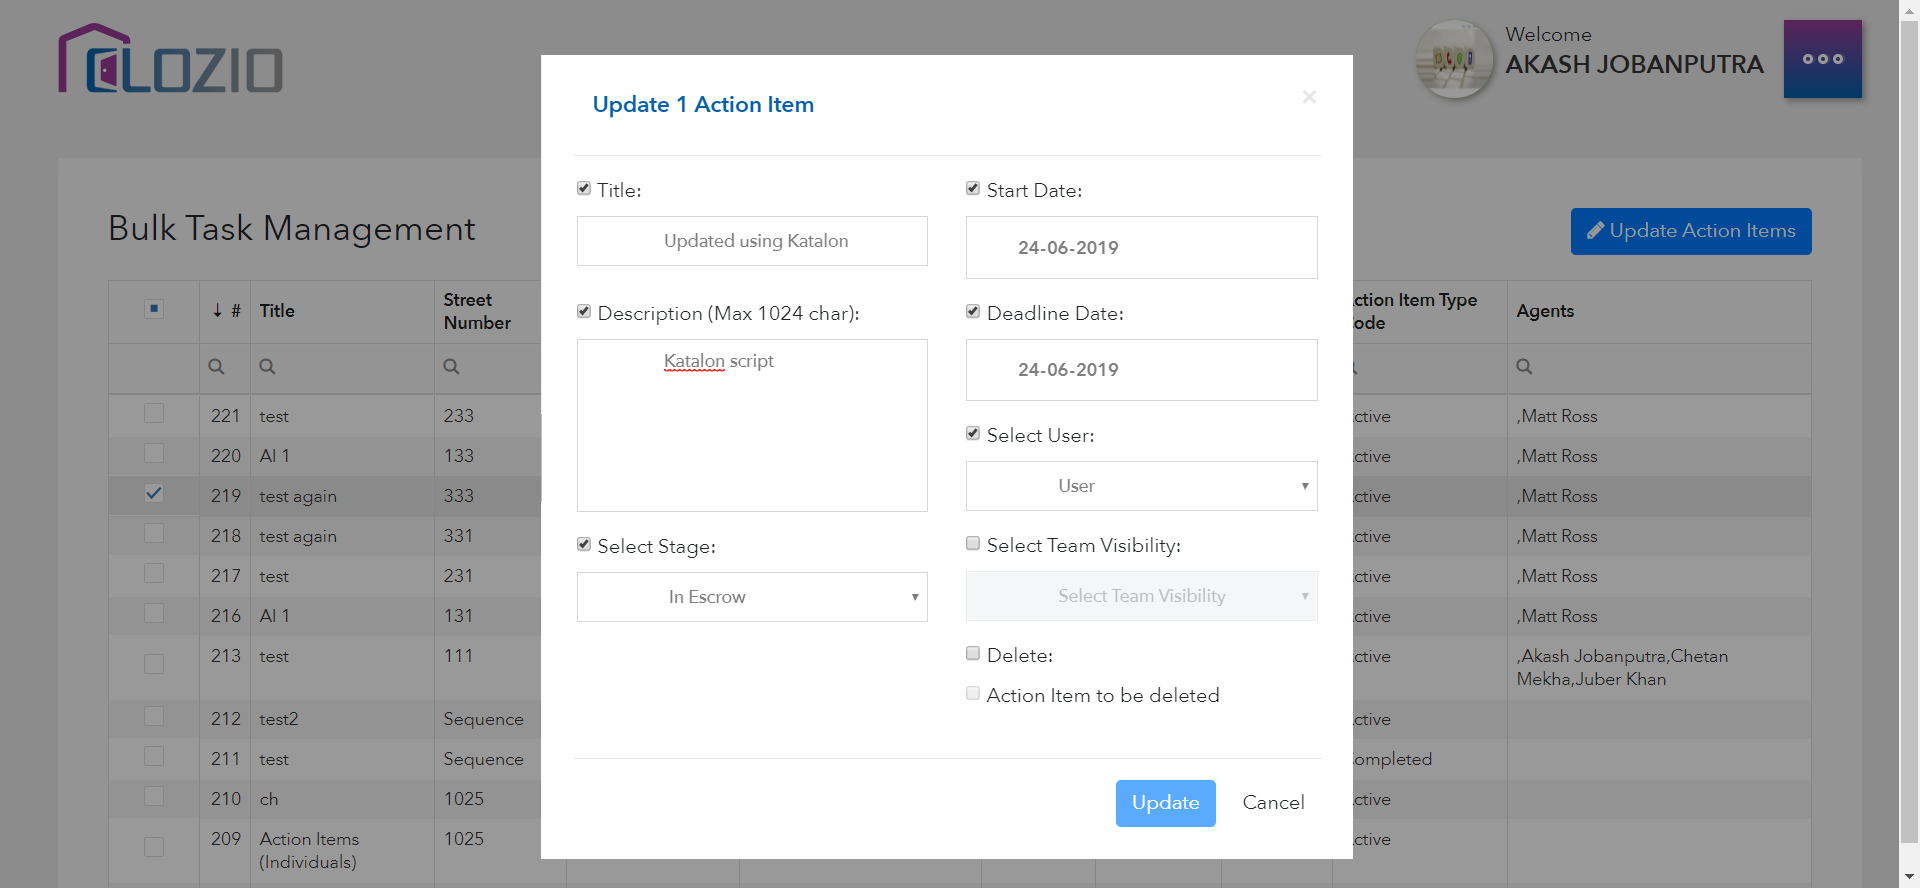 CLOZIO
Welcome
AKASH JOBANPUTRA
Update 1 Action Item
×
Title:
Updated using Katalon
Start Date:
24-06-2019
Description (Max 1024 char):
Katalon script
Deadline Date:
24-06-2019
Select User:
User
Select Stage:
In Escrow
Select Team Visibility:
Select Team Visibility
Delete:
Action Item to be deleted
Update
Cancel
Bulk Task Management
Update Action Items
# Title Street Number ction Item Type ode Agents
221 test 233 ctive ,Matt Ross
220 AI 1 133 ctive ,Matt Ross
219 test again 333 ctive ,Matt Ross
218 test again 331 ctive ,Matt Ross
217 test 231 ctive ,Matt Ross
216 AI 1 131 ctive ,Matt Ross
213 test 111 ctive ,Akash Jobanputra,Chetan
Mekha,Juber Khan
212 test2 Sequence ctive
211 test Sequence ompleted
210 ch 1025 ctive
209 Action Items 1025 ctive
(Individuals)